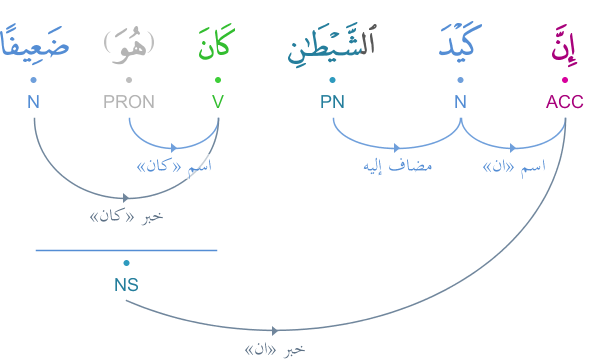 إِنَّ كَيْدَ ٱلشَّيْطَـٰنِ كَانَ (هُوَ) ضَعِيفًا
ACC N PN V PRON N
اسم «ان» مضاف إليه اسم «كان»
خبر «كان»
NS
خبر «ان»